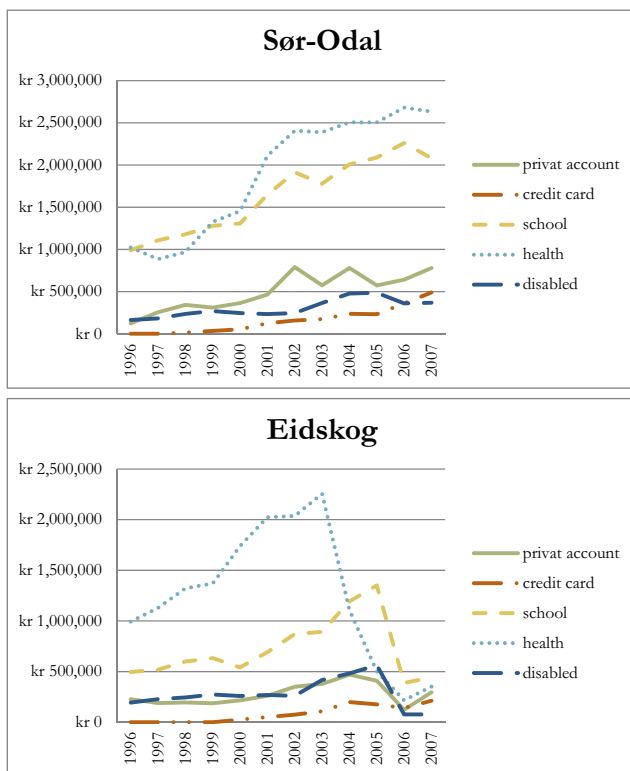 Sør-Odal
kr 3,000,000
kr 2,500,000
kr 2,000,000
kr 1,500,000
kr 1,000,000
kr 500,000
kr 0
1996
1997
1998
1999
2000
2001
2002
2003
2004
2005
2006
2007
privat account
credit card
school
health
disabled
Eidskog
kr 2,500,000
kr 2,000,000
kr 1,500,000
kr 1,000,000
kr 500,000
kr 0
1996
1997
1998
1999
2000
2001
2002
2003
2004
2005
2006
2007
privat account
credit card
school
health
disabled